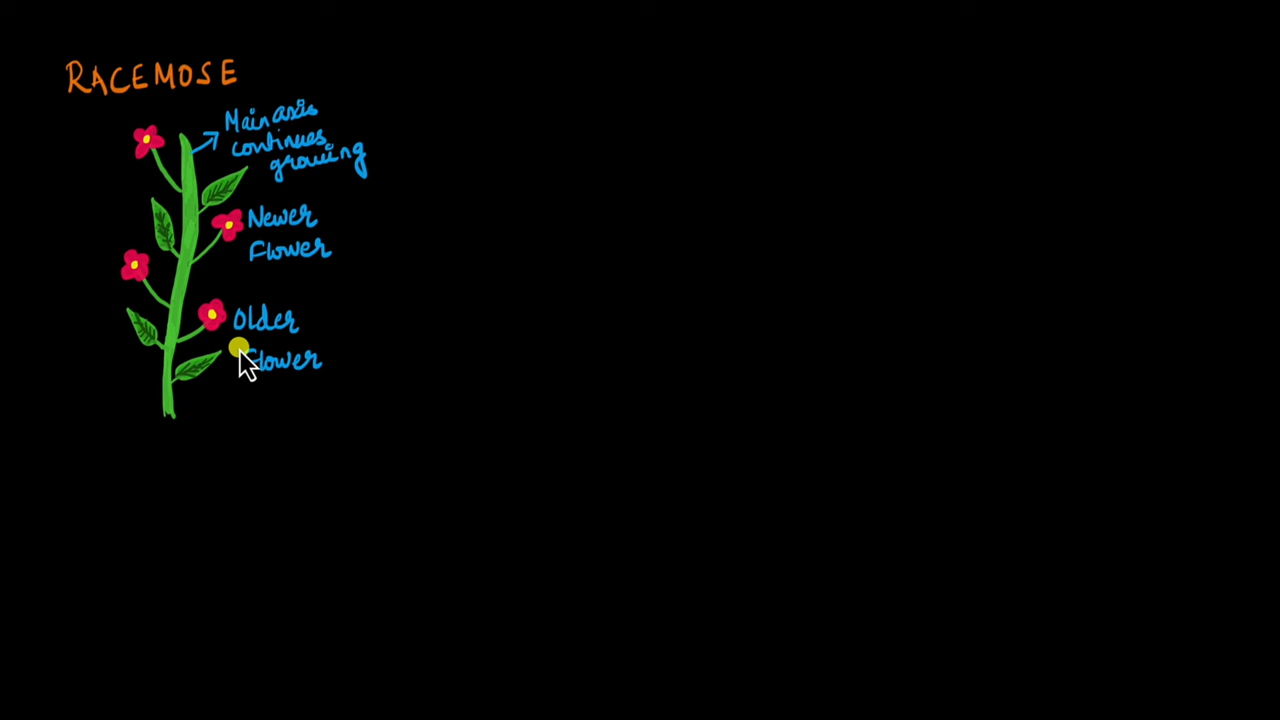 RACEMOSE
Main axis
continues
growing
Newer
Flower
Older
Flower